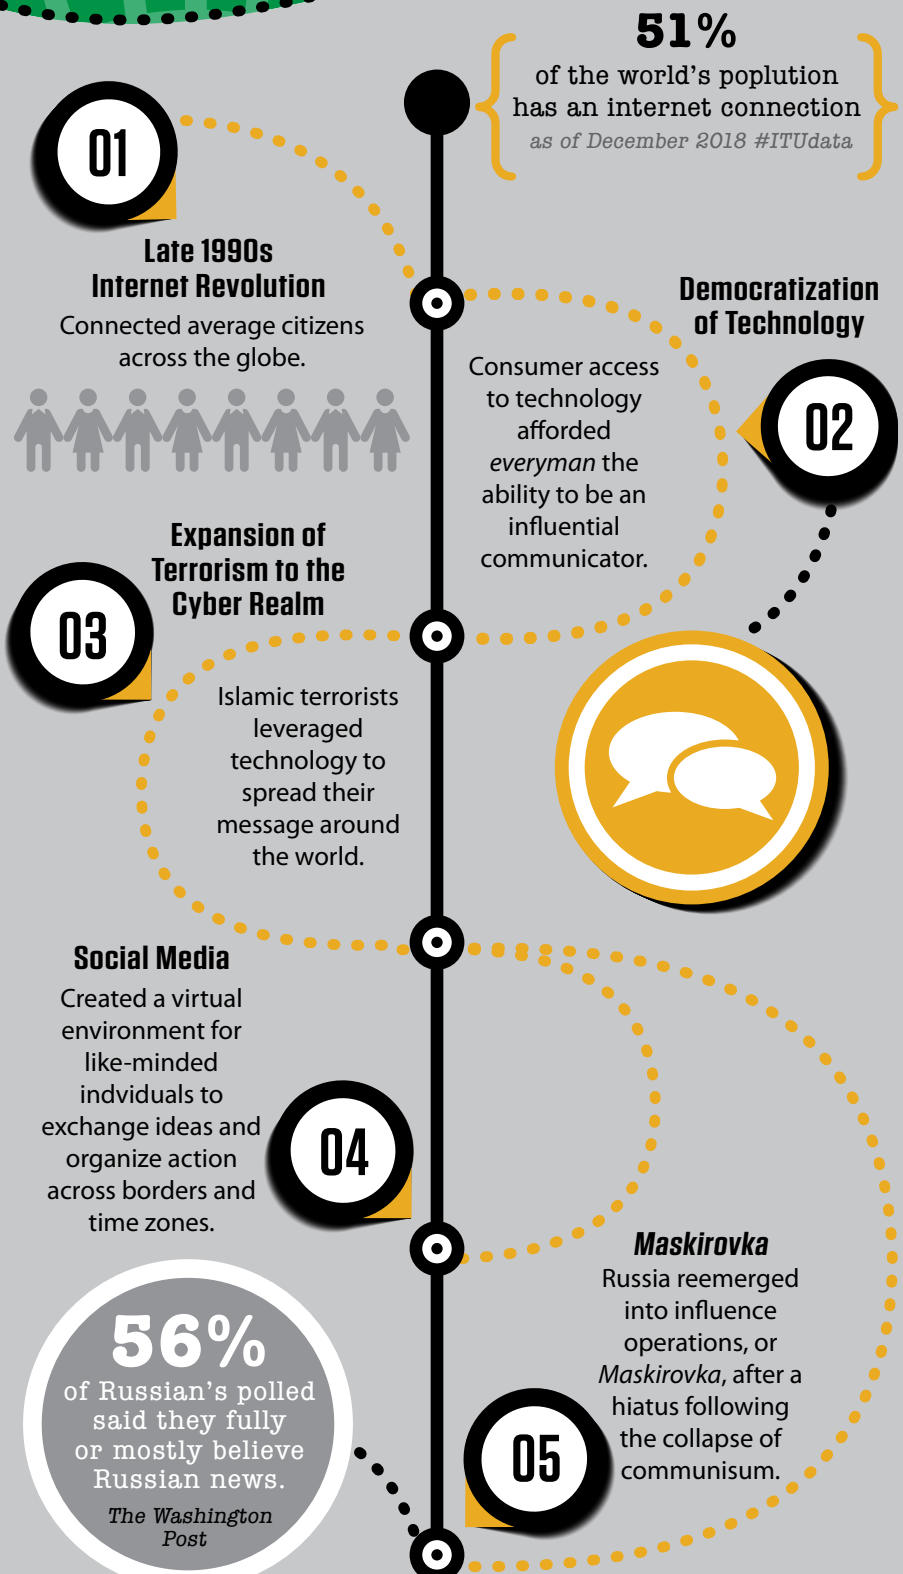 51%
of the world's poplution
has an internet connection
as of December 2018 #ITUdata
01
Late 1990s
Internet Revolution
Connected average citizens
across the globe.
Democratization
of Technology
02
Consumer access
to technology
afforded
everyman the
ability to be an
influential
communicator.
Expansion of
Terrorism to the
Cyber Realm
03
Islamic terrorists
leveraged
technology to
spread their
message around
the world.
Social Media
Created a virtual
environment for
like-minded
indviduals to
exchange ideas and
organize action
across borders and
time zones.
04
Maskirovka
Russia reemerged
into influence
operations, or
Maskirovka, after a
hiatus following
the collapse of
communisum.
05
56%
of Russian's polled
said they fully
or mostly believe
Russian news.
The Washington
Post